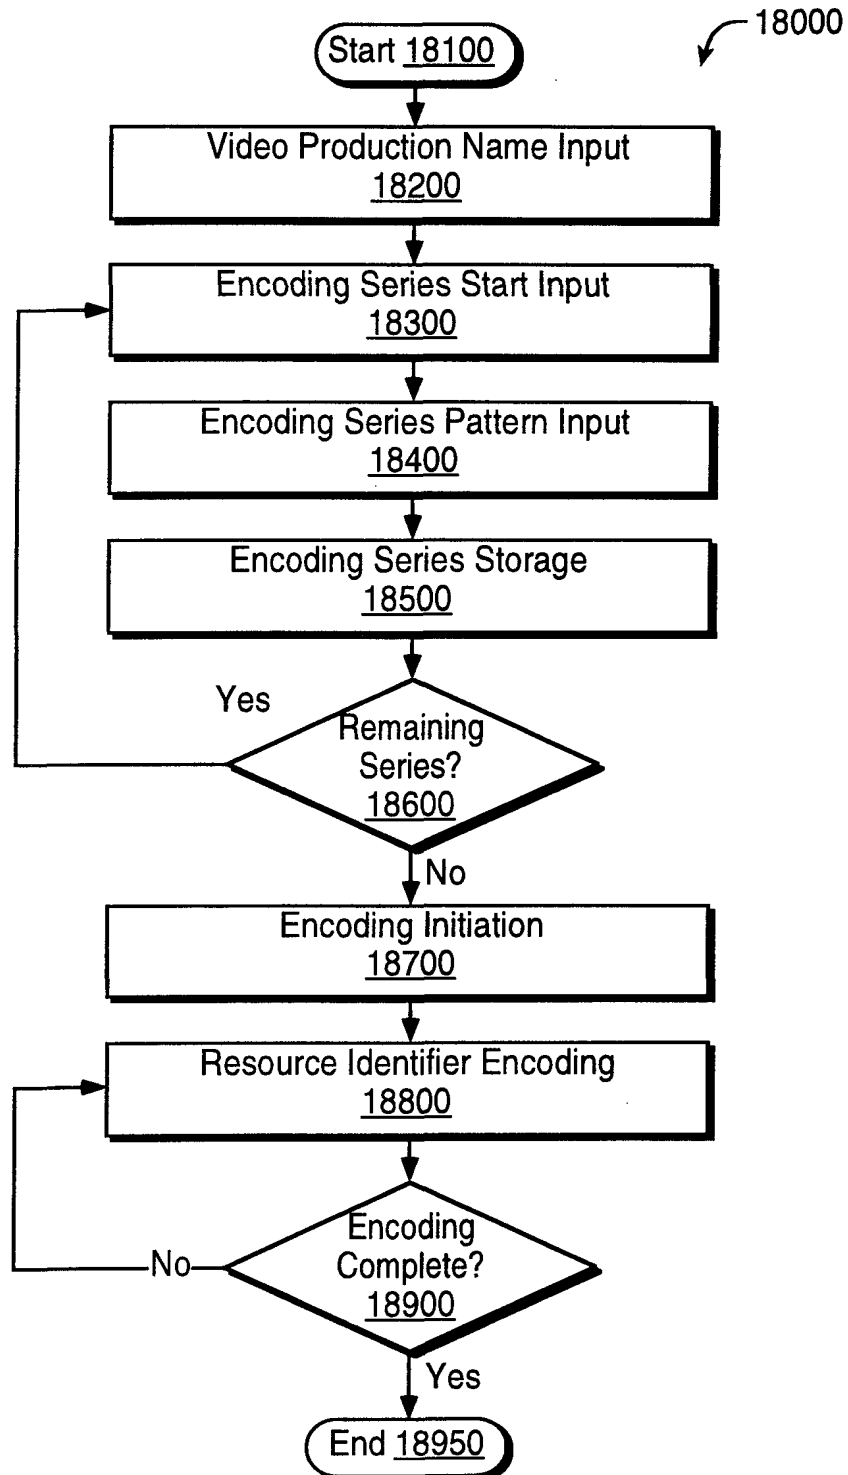 18000
Start 18100
Video Production Name Input
18200
Encoding Series Start Input
18300
Encoding Series Pattern Input
18400
Encoding Series Storage
18500
Yes
Remaining
Series?
18600
No
Encoding Initiation
18700
Resource Identifier Encoding
18800
Encoding
Complete?
18900
No
Yes
End 18950